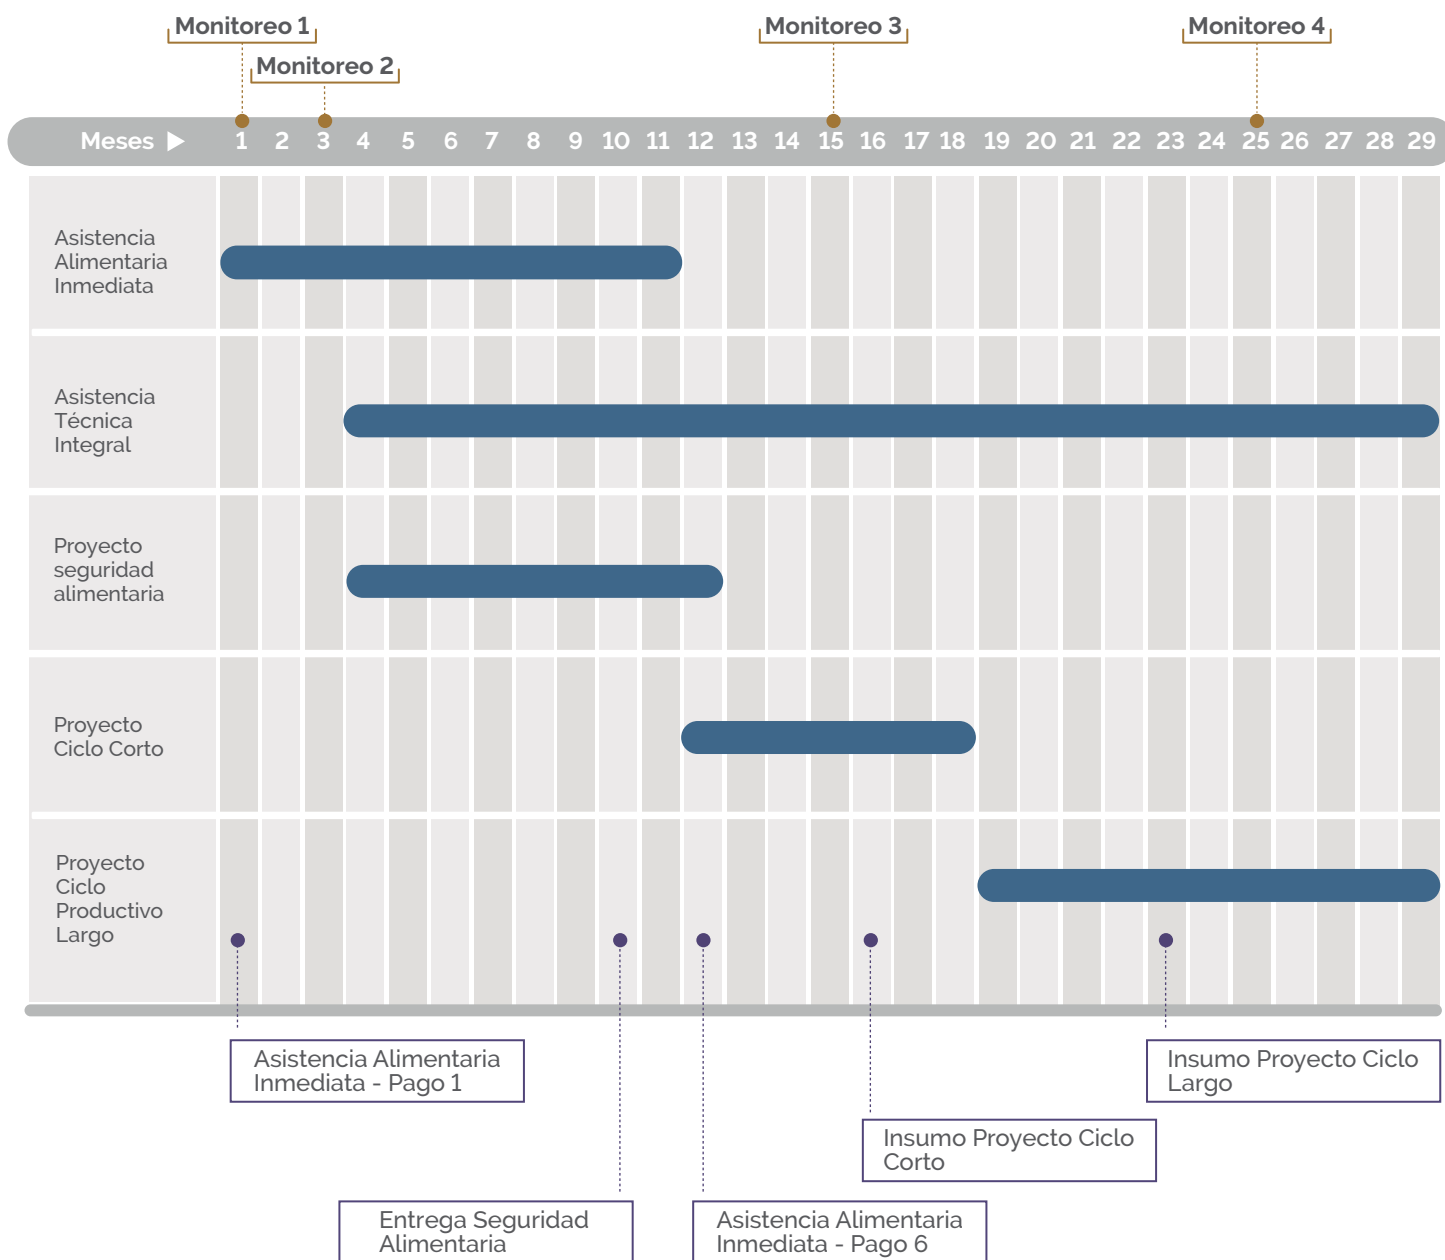 Monitoreo 1
Monitoreo 2
Monitoreo 3
Monitoreo 4
Meses 1 2 3 4 5 6 7 8 9 10 11 12 13 14 15 16 17 18 19 20 21 22 23 24 25 26 27 28 29
Asistencia
Alimentaria
Inmediata
Asistencia
Técnica
Integral
Proyecto
seguridad
alimentaria
Proyecto
Ciclo Corto
Proyecto
Ciclo
Productivo
Largo
Asistencia Alimentaria
Inmediata - Pago 1
Insumo Proyecto Ciclo
Largo
Insumo Proyecto Ciclo
Corto
Entrega Seguridad
Alimentaria
Asistencia Alimentaria
Inmediata - Pago 6